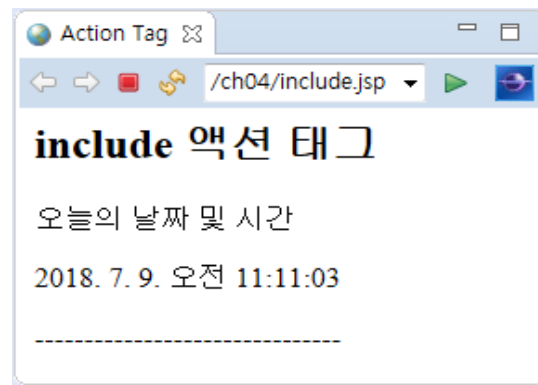 Action Tag
/ch04/include.jsp
include 액션 태그
오늘의 날짜 및 시간
2018. 7. 9. 오전 11:11:03
-------------------------------